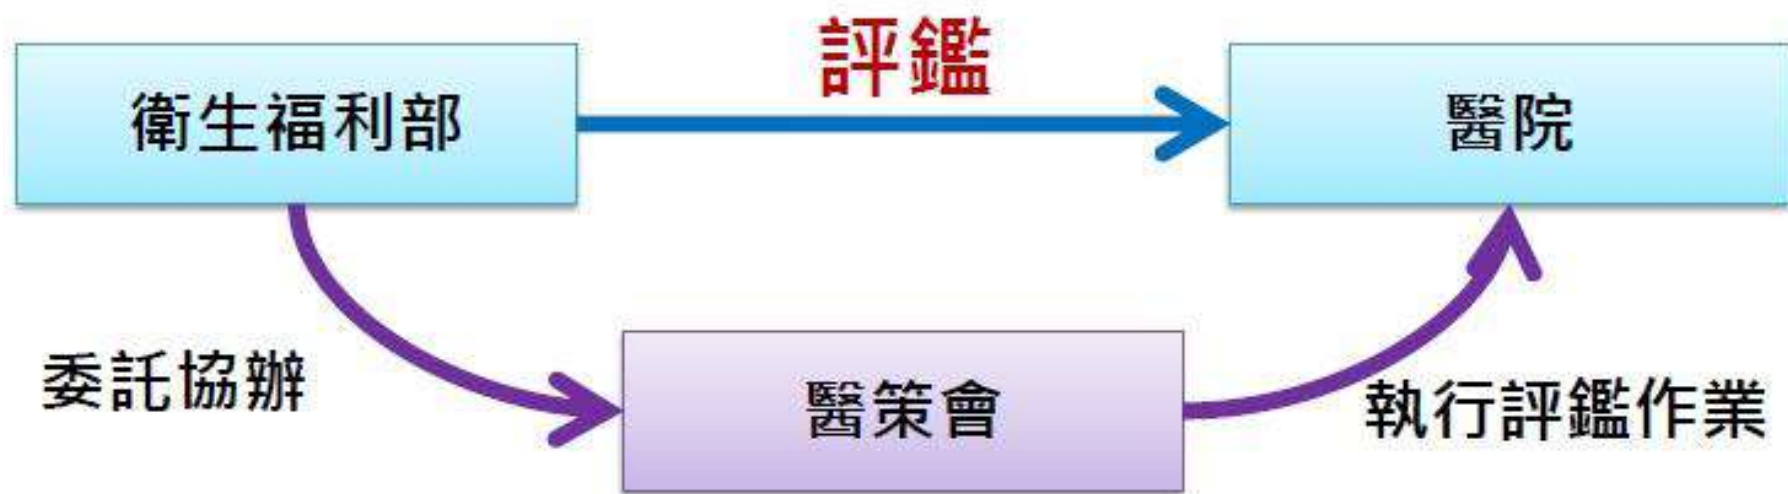 評鑑
衛生福利部
醫院
委託協辦
醫策會
執行評鑑作業